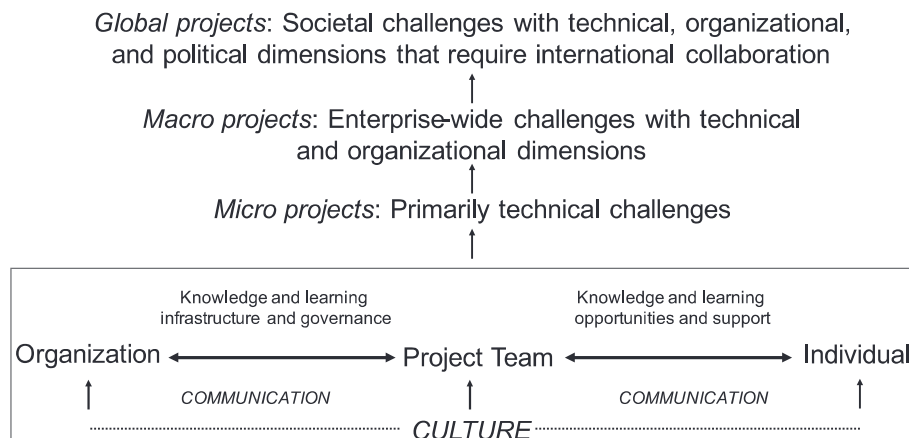 Global projects: Societal challenges with technical, organizational,
and political dimensions that require international collaboration
Macro projects: Enterprise-wide challenges with technical
and organizational dimensions
Micro projects: Primarily technical challenges
Knowledge and learning
infrastructure and governance
Knowledge and learning
opportunities and support
Organization
Project Team
Individual
COMMUNICATION
COMMUNICATION
CULTURE